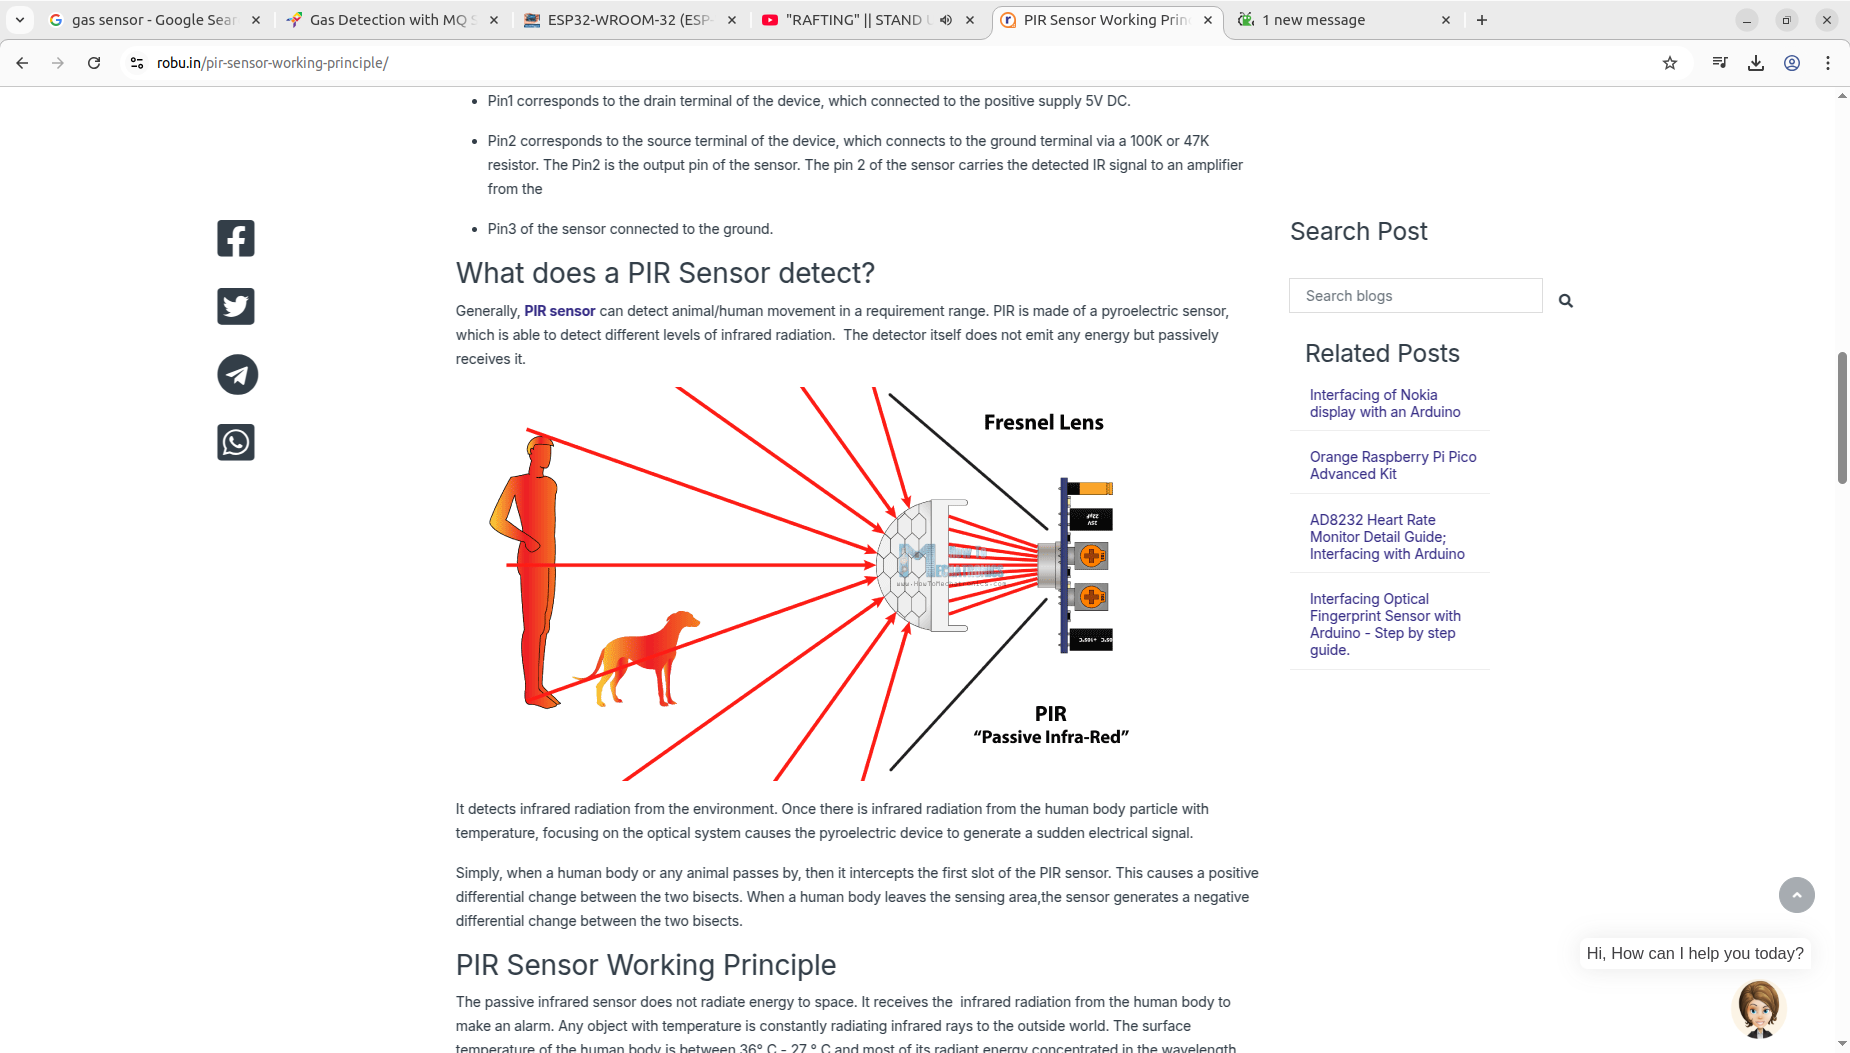 gas sensor - Google Sear
Gas Detection with MQ S
ESP32-WROOM-32 (ESP-
"RAFTING" || STAND U
PIR Sensor Working Prin
1 new message
robu.in/pir-sensor-working-principle/
Pin1 corresponds to the drain terminal of the device, which connected to the positive supply 5V DC.
Pin2 corresponds to the source terminal of the device, which connects to the ground terminal via a 100K or 47K
resistor. The Pin2 is the output pin of the sensor. The pin 2 of the sensor carries the detected IR signal to an amplifier
from the
Pin3 of the sensor connected to the ground.
What does a PIR Sensor detect?
Generally, PIR sensor can detect animal/human movement in a requirement range. PIR is made of a pyroelectric sensor,
which is able to detect different levels of infrared radiation. The detector itself does not emit any energy but passively
receives it.
Fresnel Lens
25V
22µF
How To
Mechatronics
www.HowToMechatronics.com
PIR
“Passive Infra-Red”
It detects infrared radiation from the environment. Once there is infrared radiation from the human body particle with
temperature, focusing on the optical system causes the pyroelectric device to generate a sudden electrical signal.
Simply, when a human body or any animal passes by, then it intercepts the first slot of the PIR sensor. This causes a positive
differential change between the two bisects. When a human body leaves the sensing area,the sensor generates a negative
differential change between the two bisects.
PIR Sensor Working Principle
The passive infrared sensor does not radiate energy to space. It receives the infrared radiation from the human body to
make an alarm. Any object with temperature is constantly radiating infrared rays to the outside world. The surface
temperature of the human body is between 36° C - 27 ° C and most of its radiant energy concentrated in the wavelength
Search Post
Search blogs
Related Posts
Interfacing of Nokia
display with an Arduino
Orange Raspberry Pi Pico
Advanced Kit
AD8232 Heart Rate
Monitor Detail Guide;
Interfacing with Arduino
Interfacing Optical
Fingerprint Sensor with
Arduino - Step by step
guide.
Hi, How can I help you today?